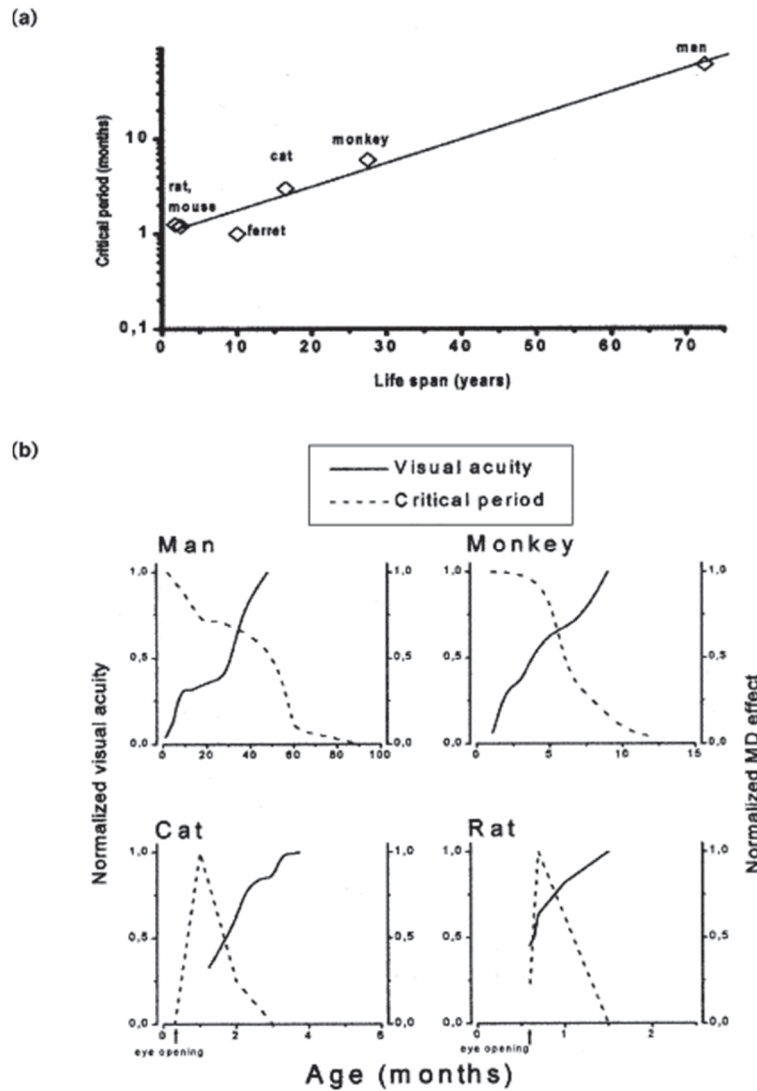 (a)
Critical period (months)
10
1
0,1
rat,
mouse
ferret
cat
monkey
man
0 10 20 30 40 50 60 70
Life span (years)
(b)
Visual acuity
Critical period
Normalized visual acuity
Normalized MD effect
Man
1,0
0,5
0,0
1,0
0,5
0,0
0 20 40 60 80 100
Monkey
1,0
0,5
0,0
1,0
0,5
0,0
0 5 10 15
Cat
1,0
0,5
0,0
1,0
0,5
0,0
0 2
eye opening
Rat
1,0
0,5
0,0
1,0
0,5
0,0
0 1 2
eye opening
Age (months)